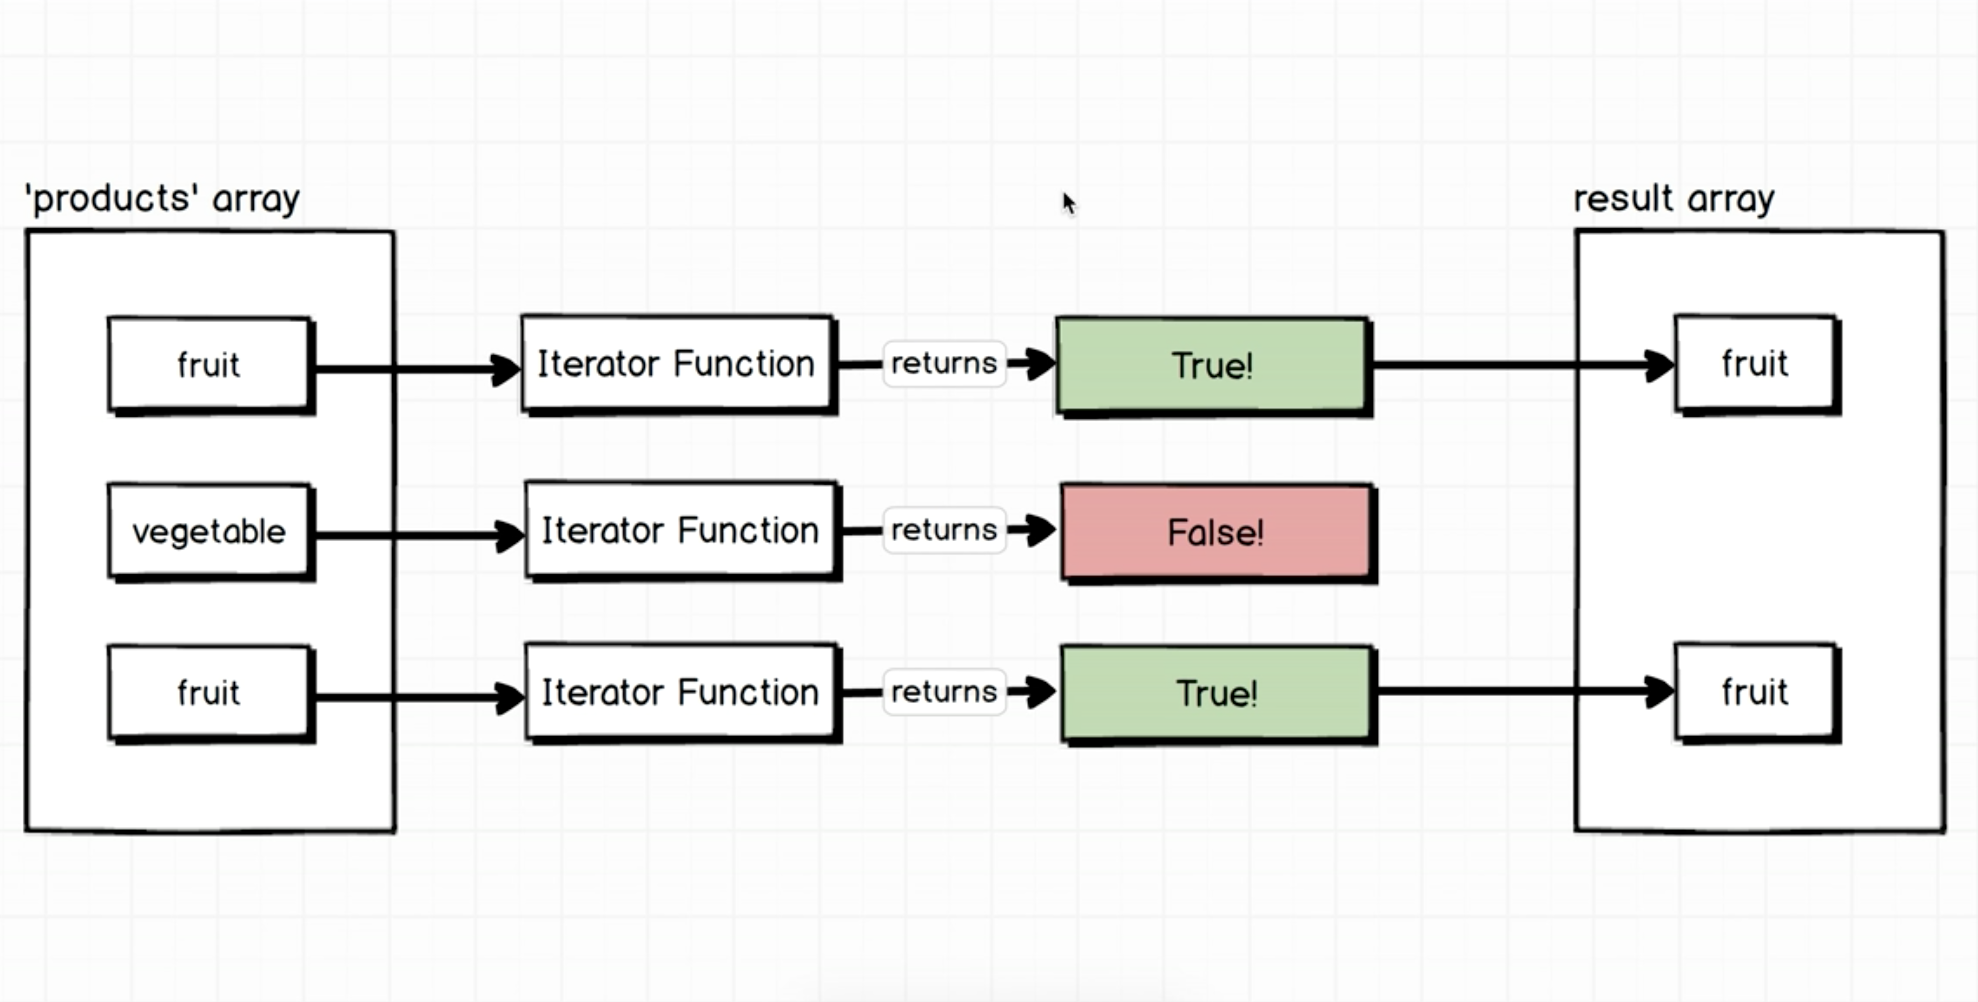 'products' array
result array
fruit
Iterator Function
returns
True!
fruit
vegetable
Iterator Function
returns
False!
fruit
Iterator Function
returns
True!
fruit